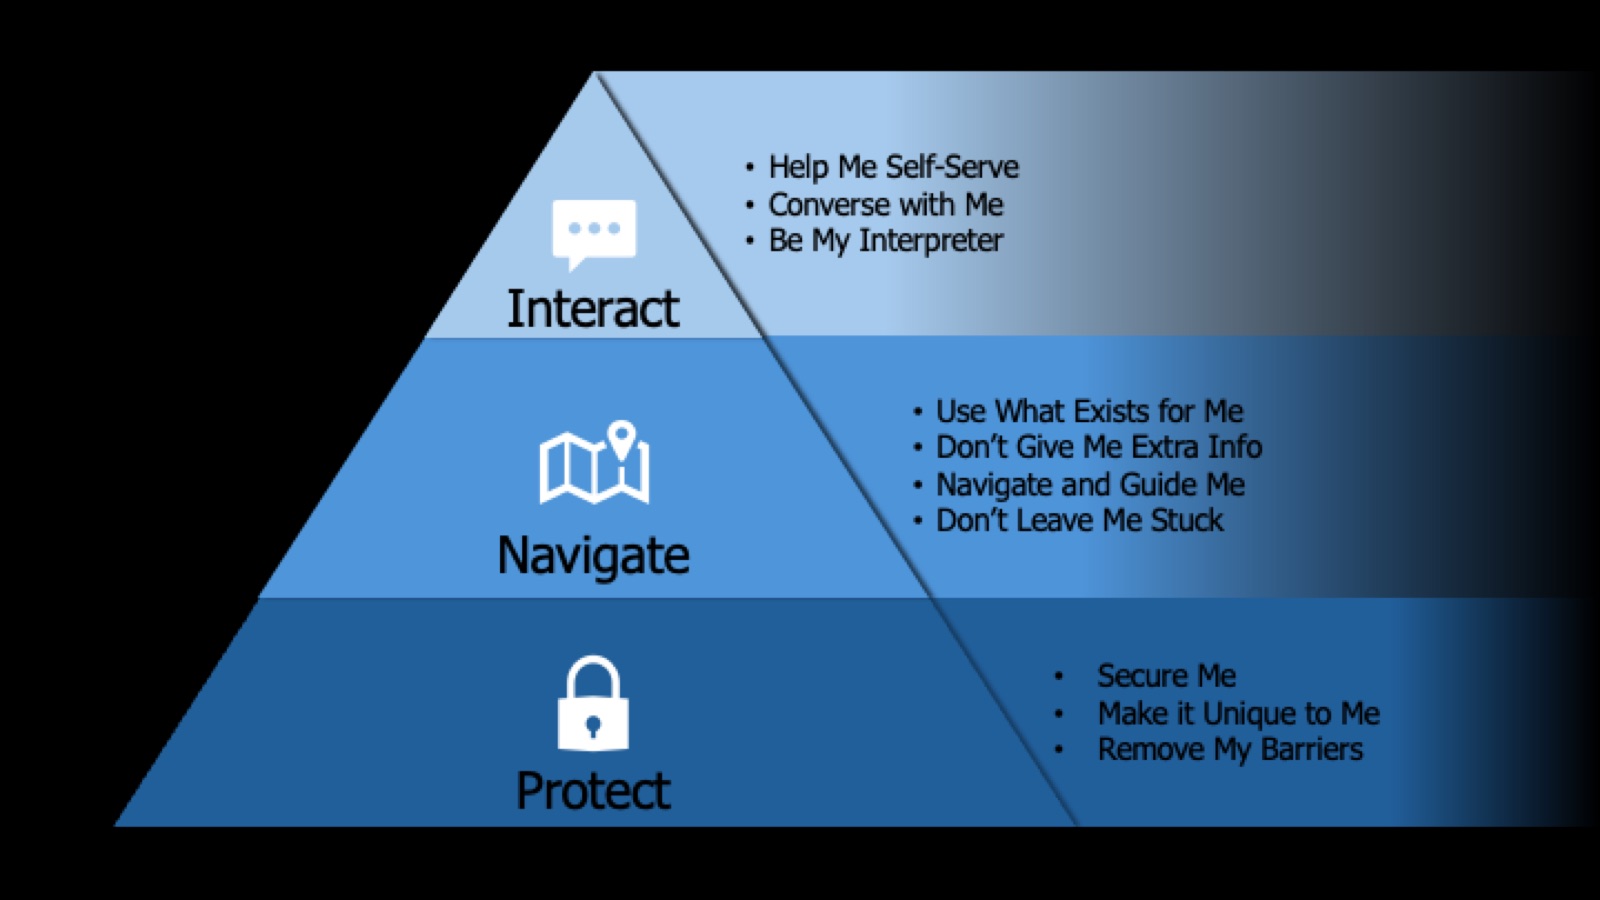 Interact
• Help Me Self-Serve
• Converse with Me
• Be My Interpreter
Navigate
• Use What Exists for Me
• Don’t Give Me Extra Info
• Navigate and Guide Me
• Don’t Leave Me Stuck
Protect
• Secure Me
• Make it Unique to Me
• Remove My Barriers